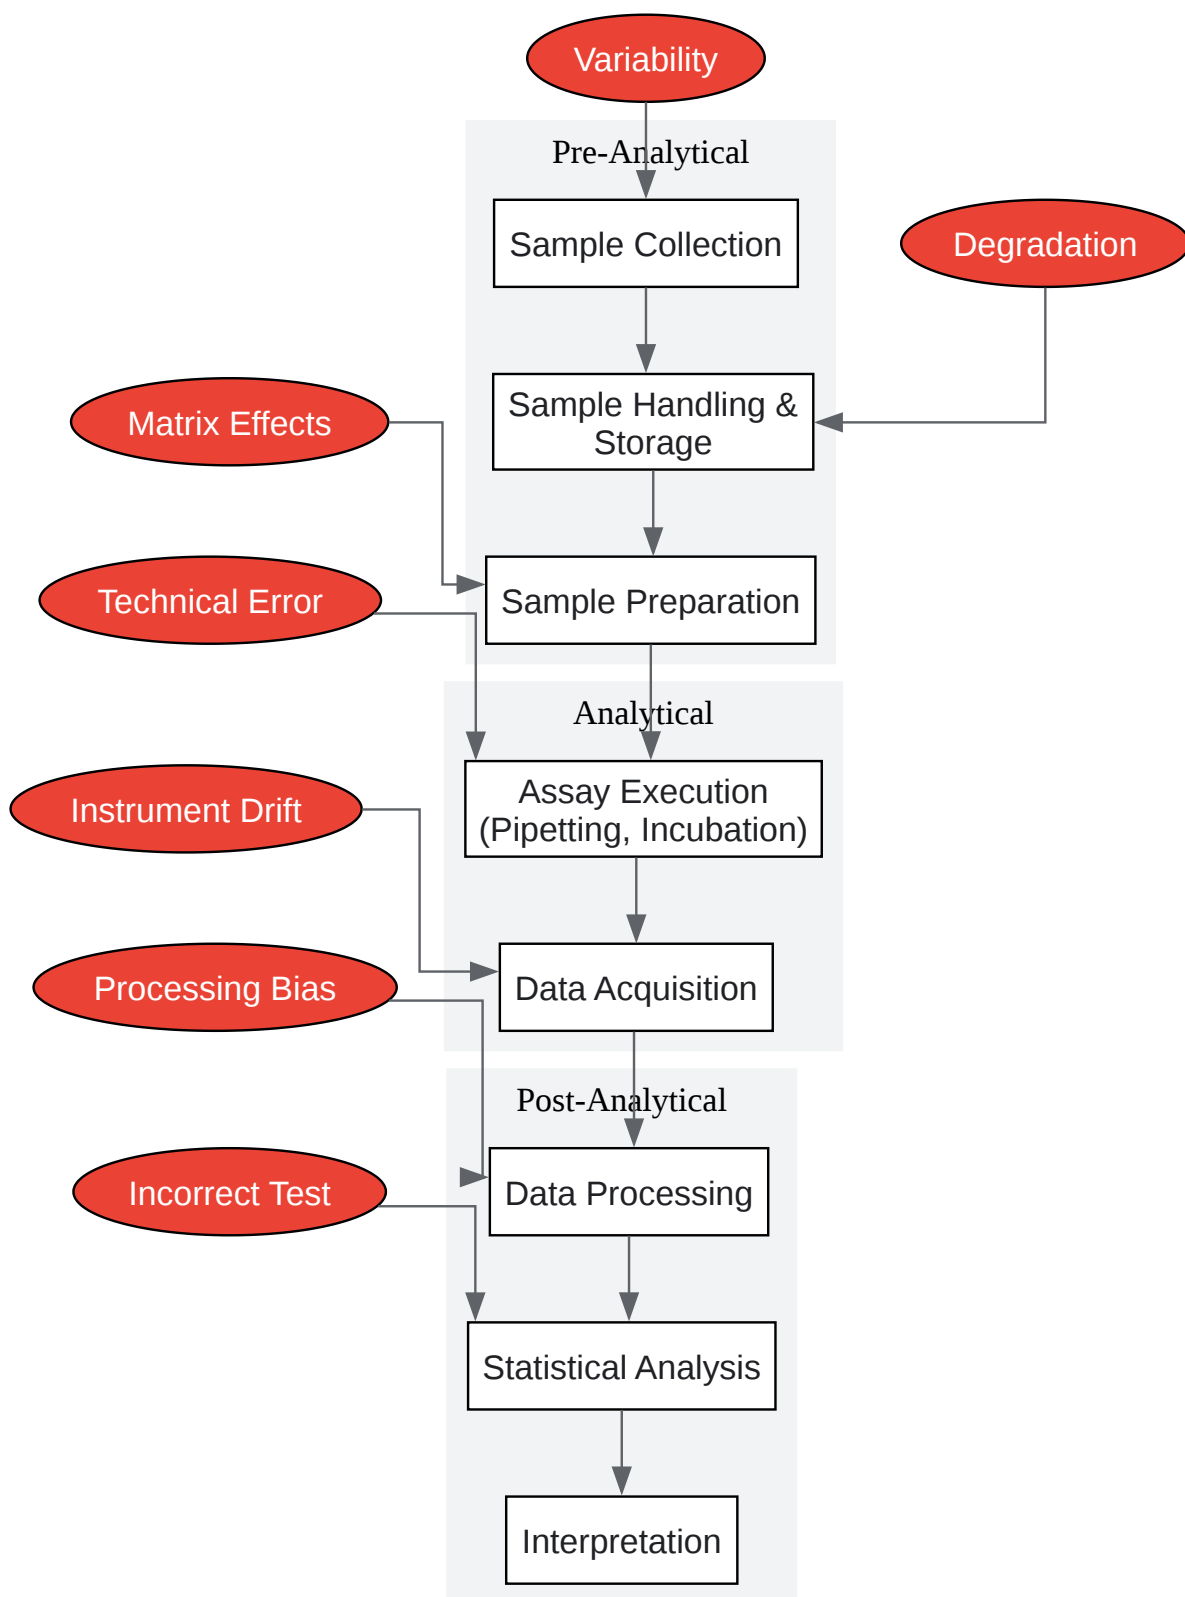 Variability
Pre-Analytical
Sample Collection
Degradation
Sample Handling &
Storage
Matrix Effects
Technical Error
Sample Preparation
Analytical
Assay Execution
(Pipetting, Incubation)
Instrument Drift
Data Acquisition
Processing Bias
Post-Analytical
Data Processing
Incorrect Test
Statistical Analysis
Interpretation